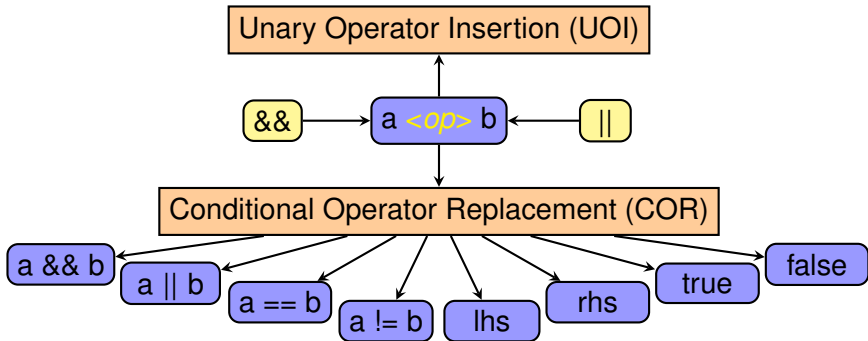 Unary Operator Insertion (UOI)
&& a <op> b ||
Conditional Operator Replacement (COR)
a && b
a || b
a == b
a != b
lhs
rhs
true
false